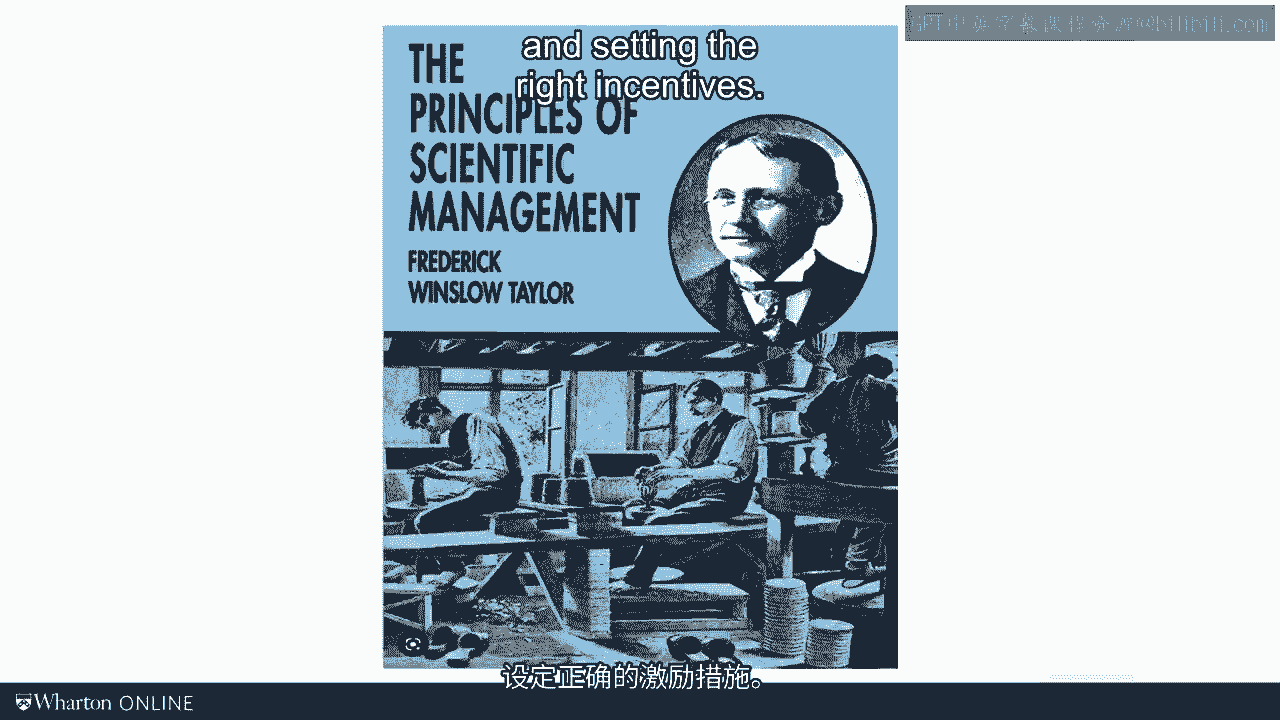 and setting the
right incentives.
THE
PRINCIPLES OF
SCIENTIFIC
MANAGEMENT
FREDERICK
WINSLOW TAYLOR
设定正确的激励措施。
Wharton ONLINE